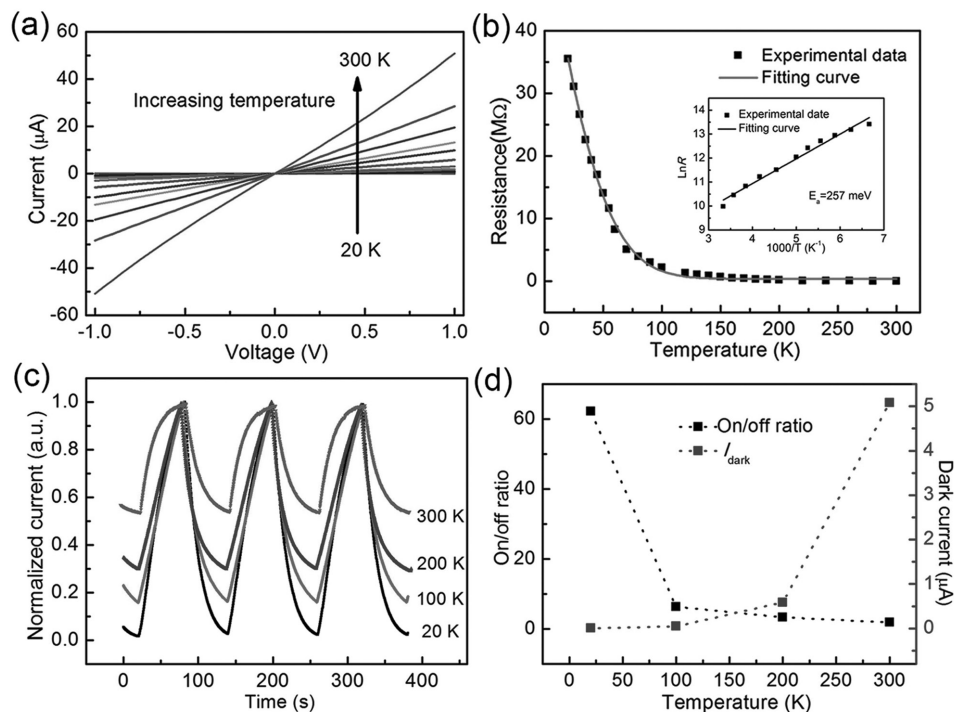 (a)
60
40
20
0
-20
-40
-60
Current (μA)
300 K
Increasing temperature
20 K
-1.0 -0.5 0.0 0.5 1.0
Voltage (V)
(b)
40
30
20
10
0
Resistance(MΩ)
Experimental data
Fitting curve
14
13
12
11
10
9
LnR
Experimental date
Fitting curve
Ea=257 meV
3 4 5 6 7
1000/T (K-1)
0 50 100 150 200 250 300
Temperature (K)
(c)
1.0
0.8
0.6
0.4
0.2
0.0
Normalized current (a.u.)
300 K
200 K
100 K
20 K
0 100 200 300 400
Time (s)
(d)
60
40
20
0
On/off ratio
On/off ratio
Idark
5
4
3
2
1
0
Dark current (μA)
0 50 100 150 200 250 300
Temperature (K)